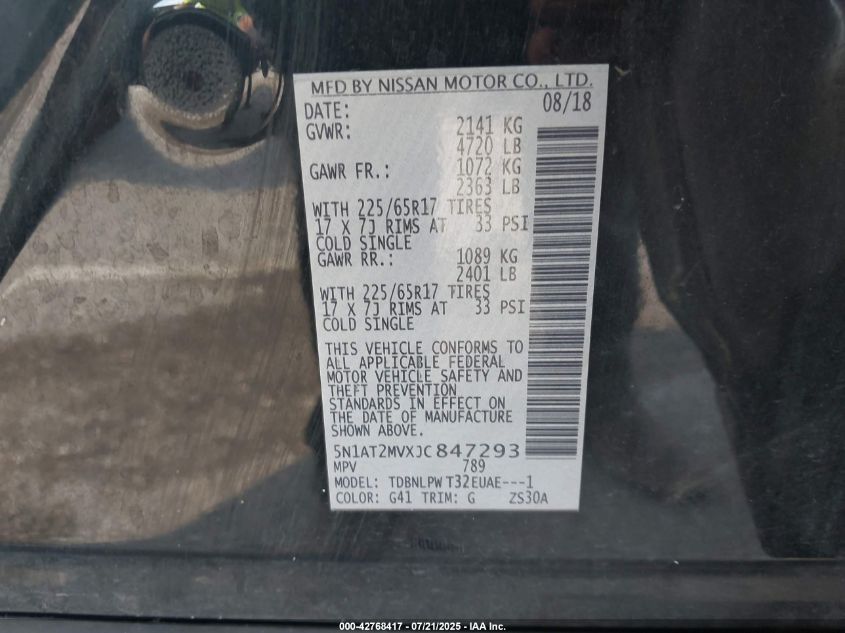 MFD BY NISSAN MOTOR CO., LTD.
DATE: 08/18
GVWR: 2141 KG
4720 LB
GAWR FR.: 1072 KG
2363 LB
WITH 225/65R17 TIRES
17 X 7J RIMS AT 33 PSI
COLD SINGLE
GAWR RR.: 1089 KG
2401 LB
WITH 225/65R17 TIRES
17 X 7J RIMS AT 33 PSI
COLD SINGLE
THIS VEHICLE CONFORMS TO
ALL APPLICABLE FEDERAL
MOTOR VEHICLE SAFETY AND
THEFT PREVENTION
STANDARDS IN EFFECT ON
THE DATE OF MANUFACTURE
SHOWN ABOVE.
5N1AT2MVXJC847293
MPV 789
MODEL: TDBNLPW T32EUAE---1
COLOR: G41 TRIM: G ZS30A
000-42768417 - 07/21/2025 - IAA Inc.